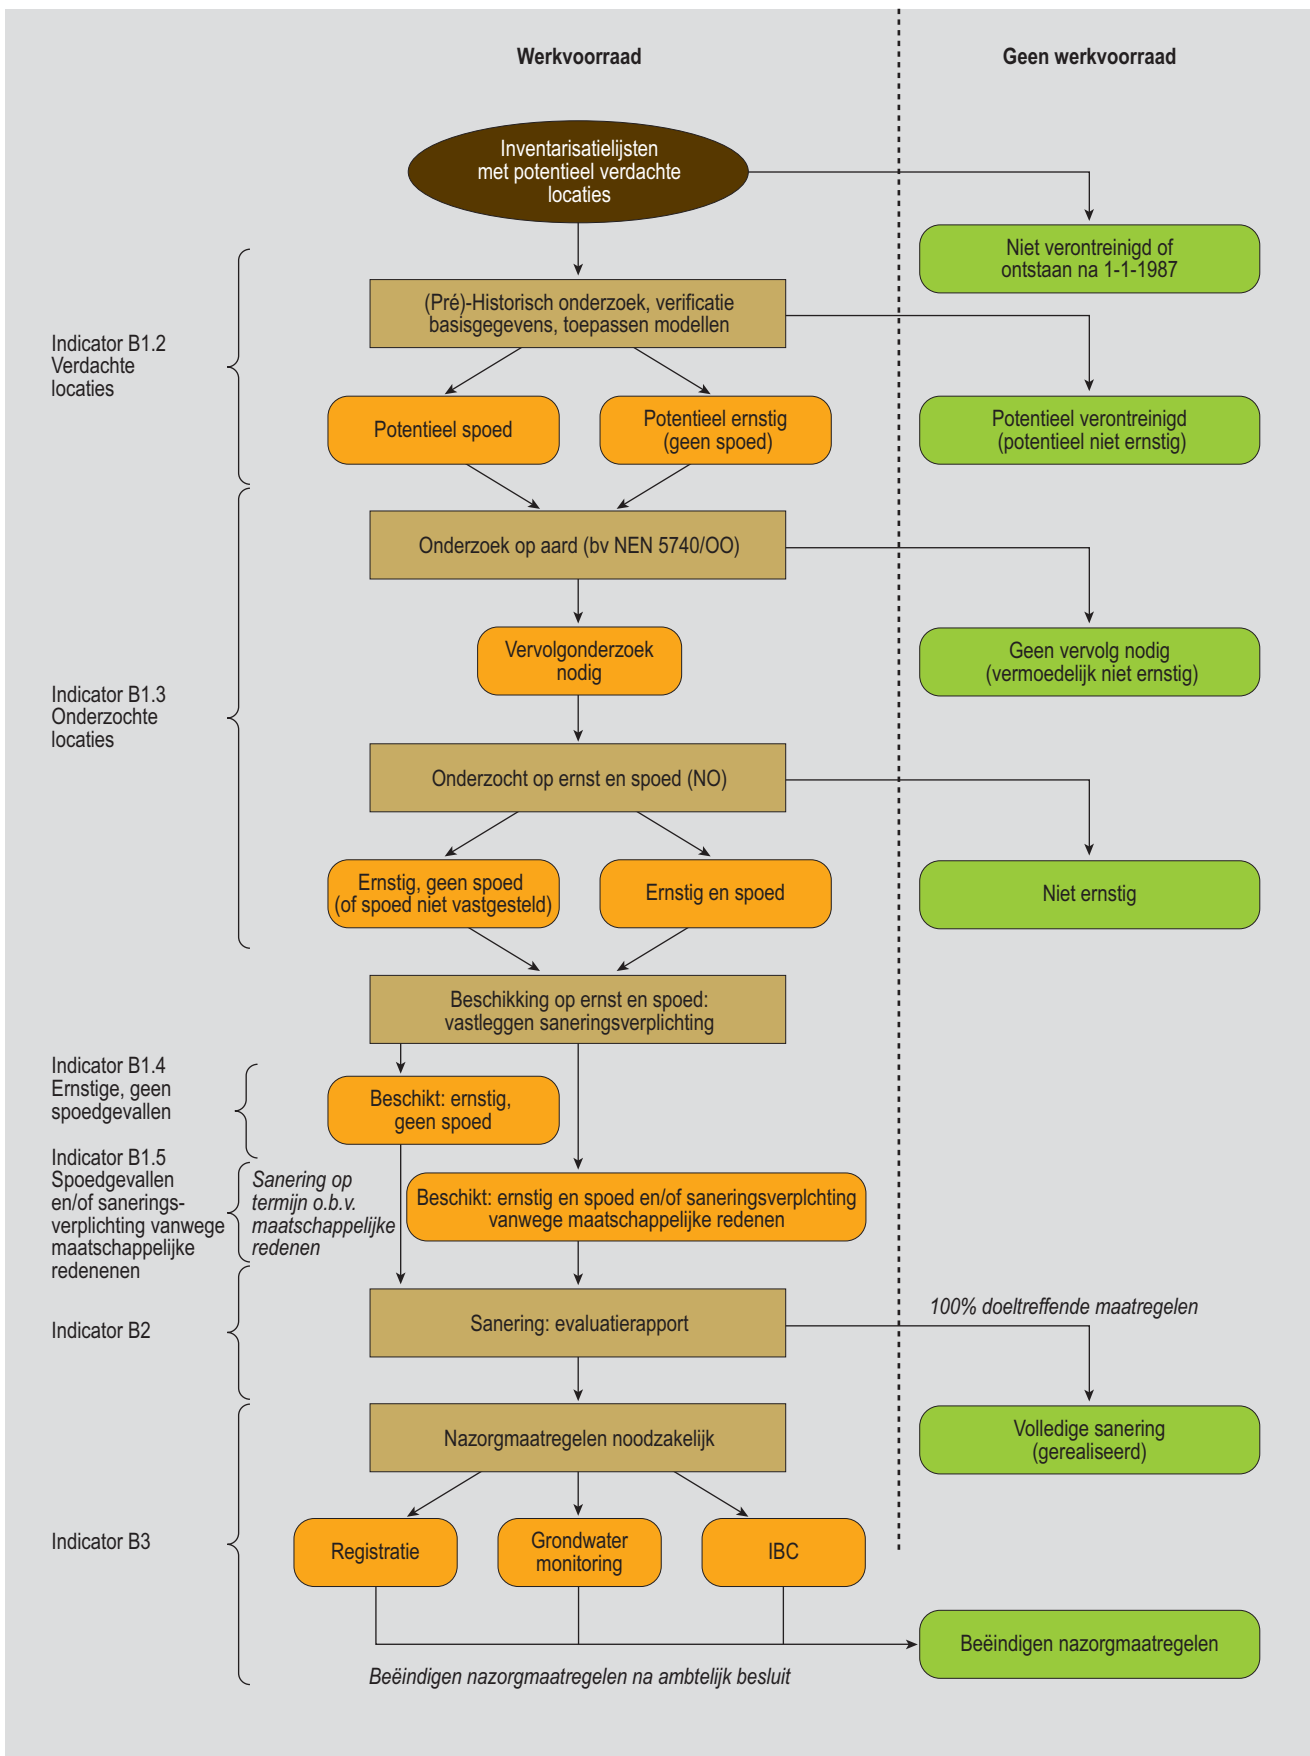 Werkvoorraad
Geen werkvoorraad
Inventarisatielijsten
met potentieel verdachte
locaties
Niet verontreinigd of
ontstaan na 1-1-1987
Indicator B1.2
Verdachte
locaties
(Pré)-Historisch onderzoek, verificatie
basisgegevens, toepassen modellen
Potentieel spoed
Potentieel ernstig
(geen spoed)
Potentieel verontreinigd
(potentieel niet ernstig)
Indicator B1.3
Onderzochte
locaties
Onderzoek op aard (bv NEN 5740/OO)
Vervolgonderzoek
nodig
Geen vervolg nodig
(vermoedelijk niet ernstig)
Onderzocht op ernst en spoed (NO)
Ernstig, geen spoed
(of spoed niet vastgesteld)
Ernstig en spoed
Niet ernstig
Beschikking op ernst en spoed:
vastleggen saneringsverplichting
Indicator B1.4
Ernstige, geen
spoedgevallen
Beschikt: ernstig,
geen spoed
Indicator B1.5
Spoedgevallen
en/of sanerings-
verplichting vanwege
maatschappelijke
redenenen
Sanering op
termijn o.b.v.
maatschappelijke
redenen
Beschikt: ernstig en spoed en/of saneringsverplchting
vanwege maatschappelijke redenen
Indicator B2
Sanering: evaluatierapport
100% doeltreffende maatregelen
Volledige sanering
(gerealiseerd)
Nazorgmaatregelen noodzakelijk
Indicator B3
Registratie
Grondwater
monitoring
IBC
Beëindigen nazorgmaatregelen
Beëindigen nazorgmaatregelen na ambtelijk besluit